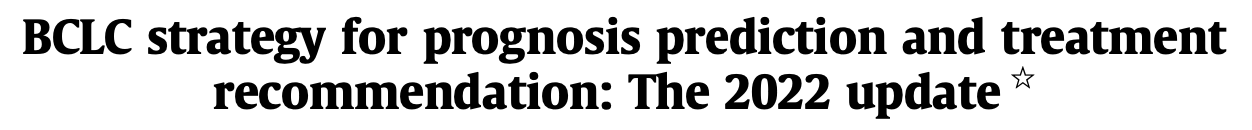 BCLC strategy for prognosis prediction and treatment
recommendation: The 2022 update ☆